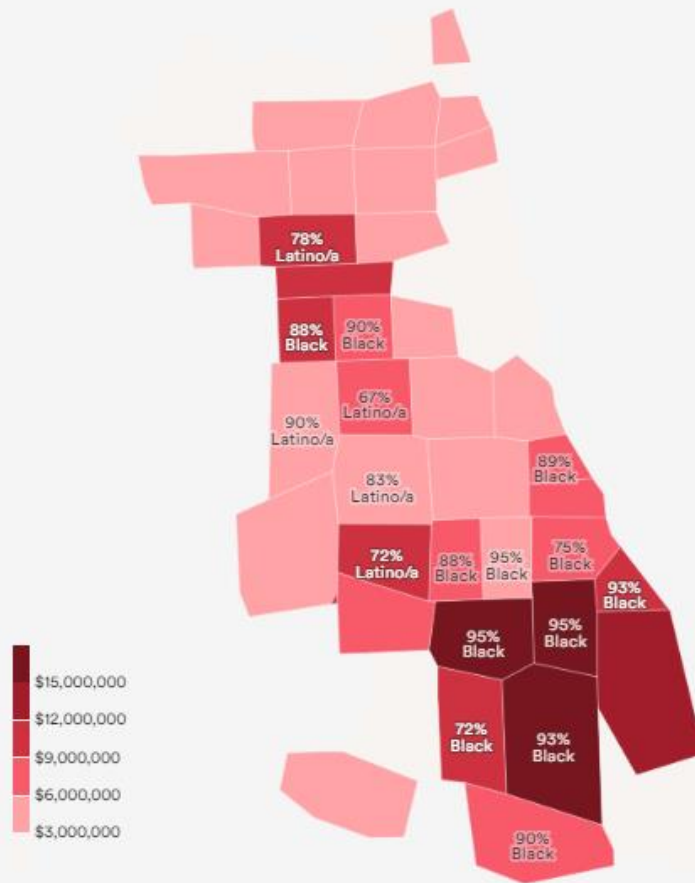 78%
Latino/a
88%
Black
90%
Black
67%
Latino/a
90%
Latino/a
83%
Latino/a
89%
Black
72%
Latino/a
88%
Black
95%
Black
75%
Black
93%
Black
95%
Black
95%
Black
72%
Black
93%
Black
90%
Black
$15,000,000
$12,000,000
$9,000,000
$6,000,000
$3,000,000